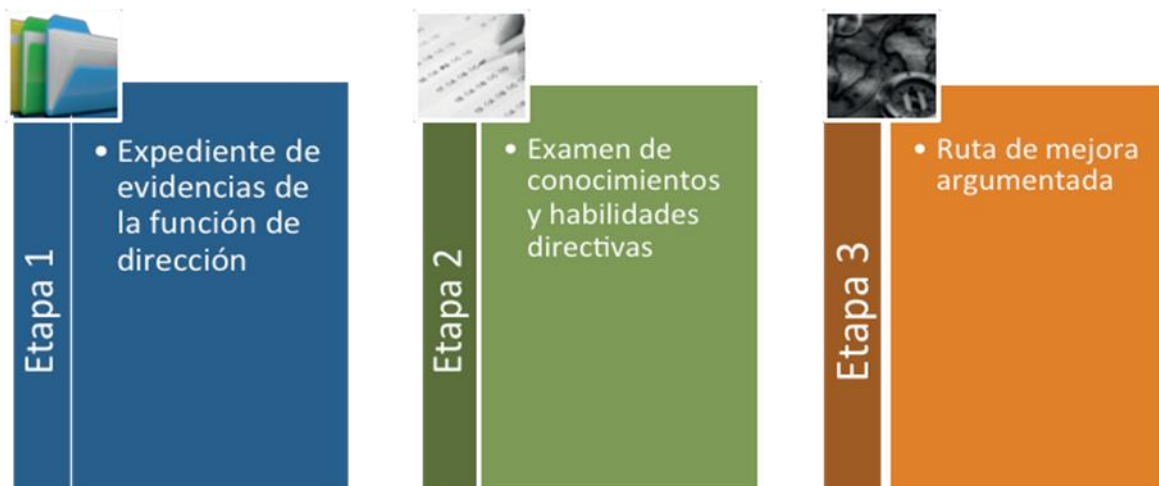 Etapa 1
• Expediente de
evidencias de
la función de
dirección
Etapa 2
• Examen de
conocimientos
y habilidades
directivas
Etapa 3
• Ruta de mejora
argumentada